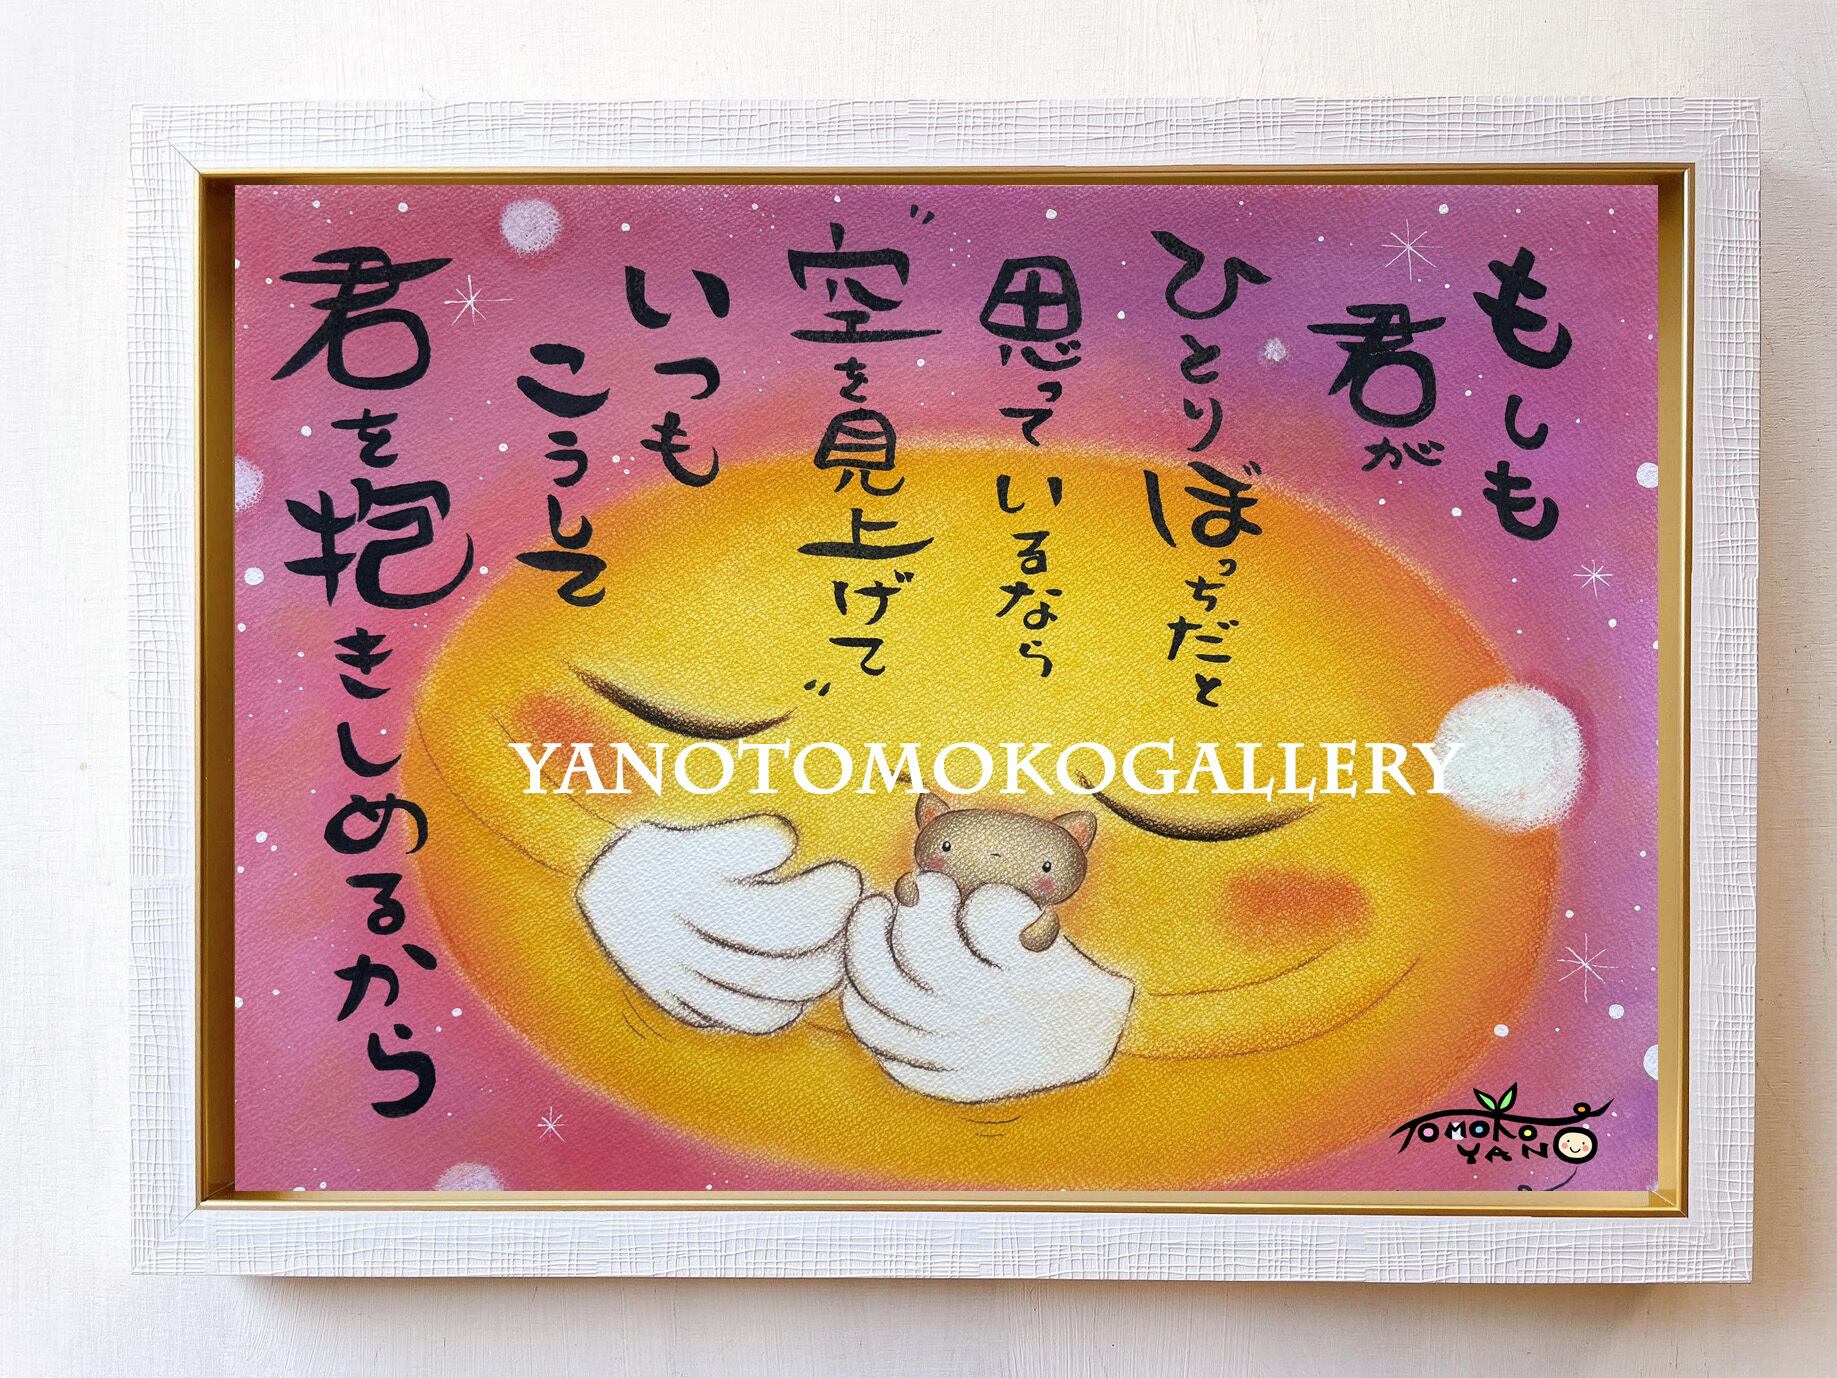 もしも
君が
ひとりぼっちだと
思っているなら
"空を見上げて"
いつも
こうして
君を抱きしめるから
YANOTOMOKOGALLERY
TOMOKO
YANO